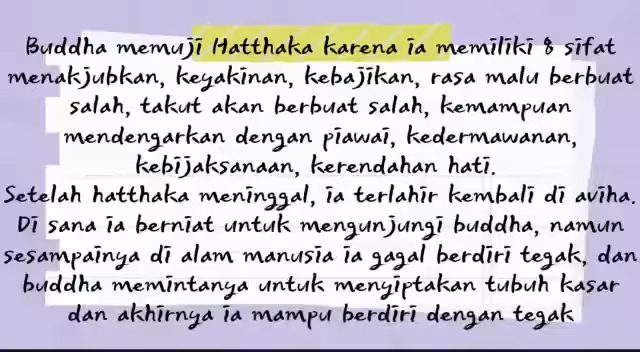 Buddha memuji Hatthaka karena ia memiliki 8 sifat
menakjubkan, keyakinan, kebajikan, rasa malu berbuat
salah, takut akan berbuat salah, kemampuan
mendengarkan dengan piawai, kedermawanan,
kebijaksanaan, kerendahan hati.
Setelah hatthaka meninggal, ia terlahir kembali di aviha.
Di sana ia berniat untuk mengunjungi buddha, namun
sesampainya di alam manusia ia gagal berdiri tegak, dan
buddha memintanya untuk menyiptakan tubuh kasar
dan akhirnya ia mampu berdiri dengan tegak